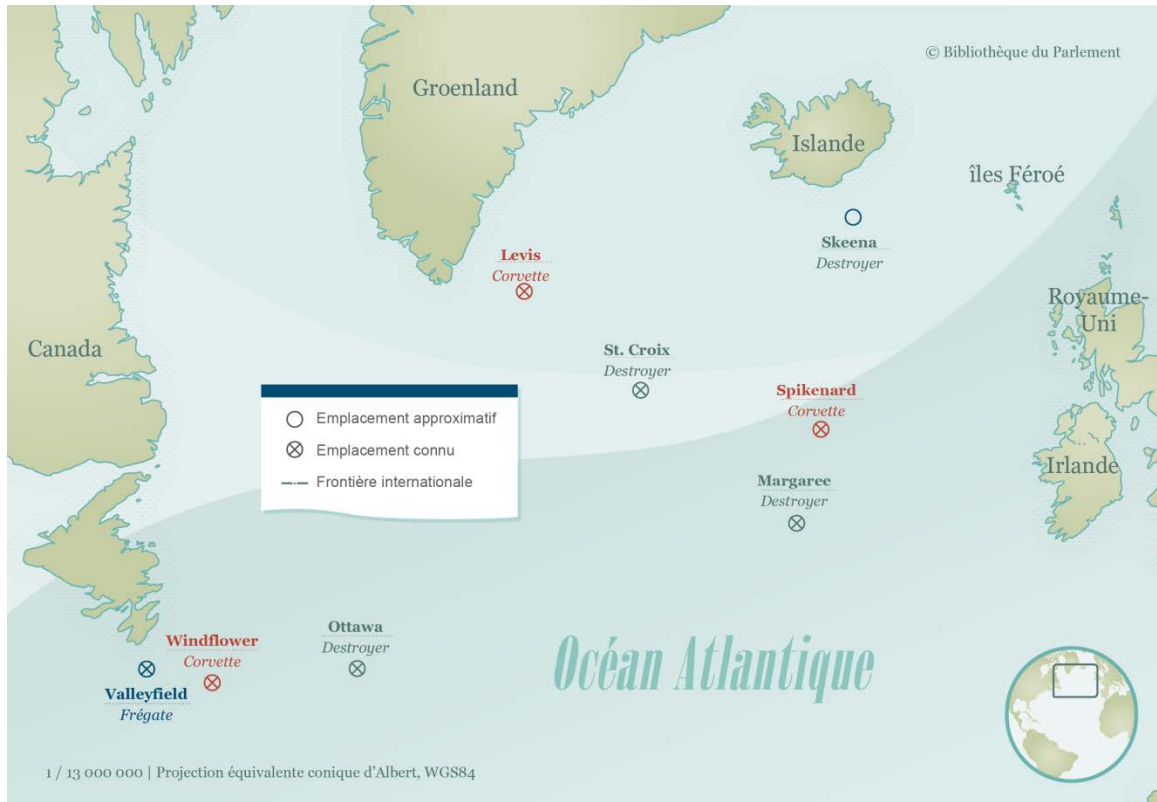 © Bibliothèque du Parlement
Groenland
Islande
îles Féroé
Skeena
Destroyer
Levis
Corvette
Royaume-
Uni
Canada
St. Croix
Destroyer
Spikenard
Corvette
Emplacement approximatif
Emplacement connu
Frontière internationale
Irlande
Margaree
Destroyer
Ottawa
Destroyer
Windflower
Corvette
Valleyfield
Frégate
Océan Atlantique
1 / 13 000 000 | Projection équivalente conique d'Albert, WGS84